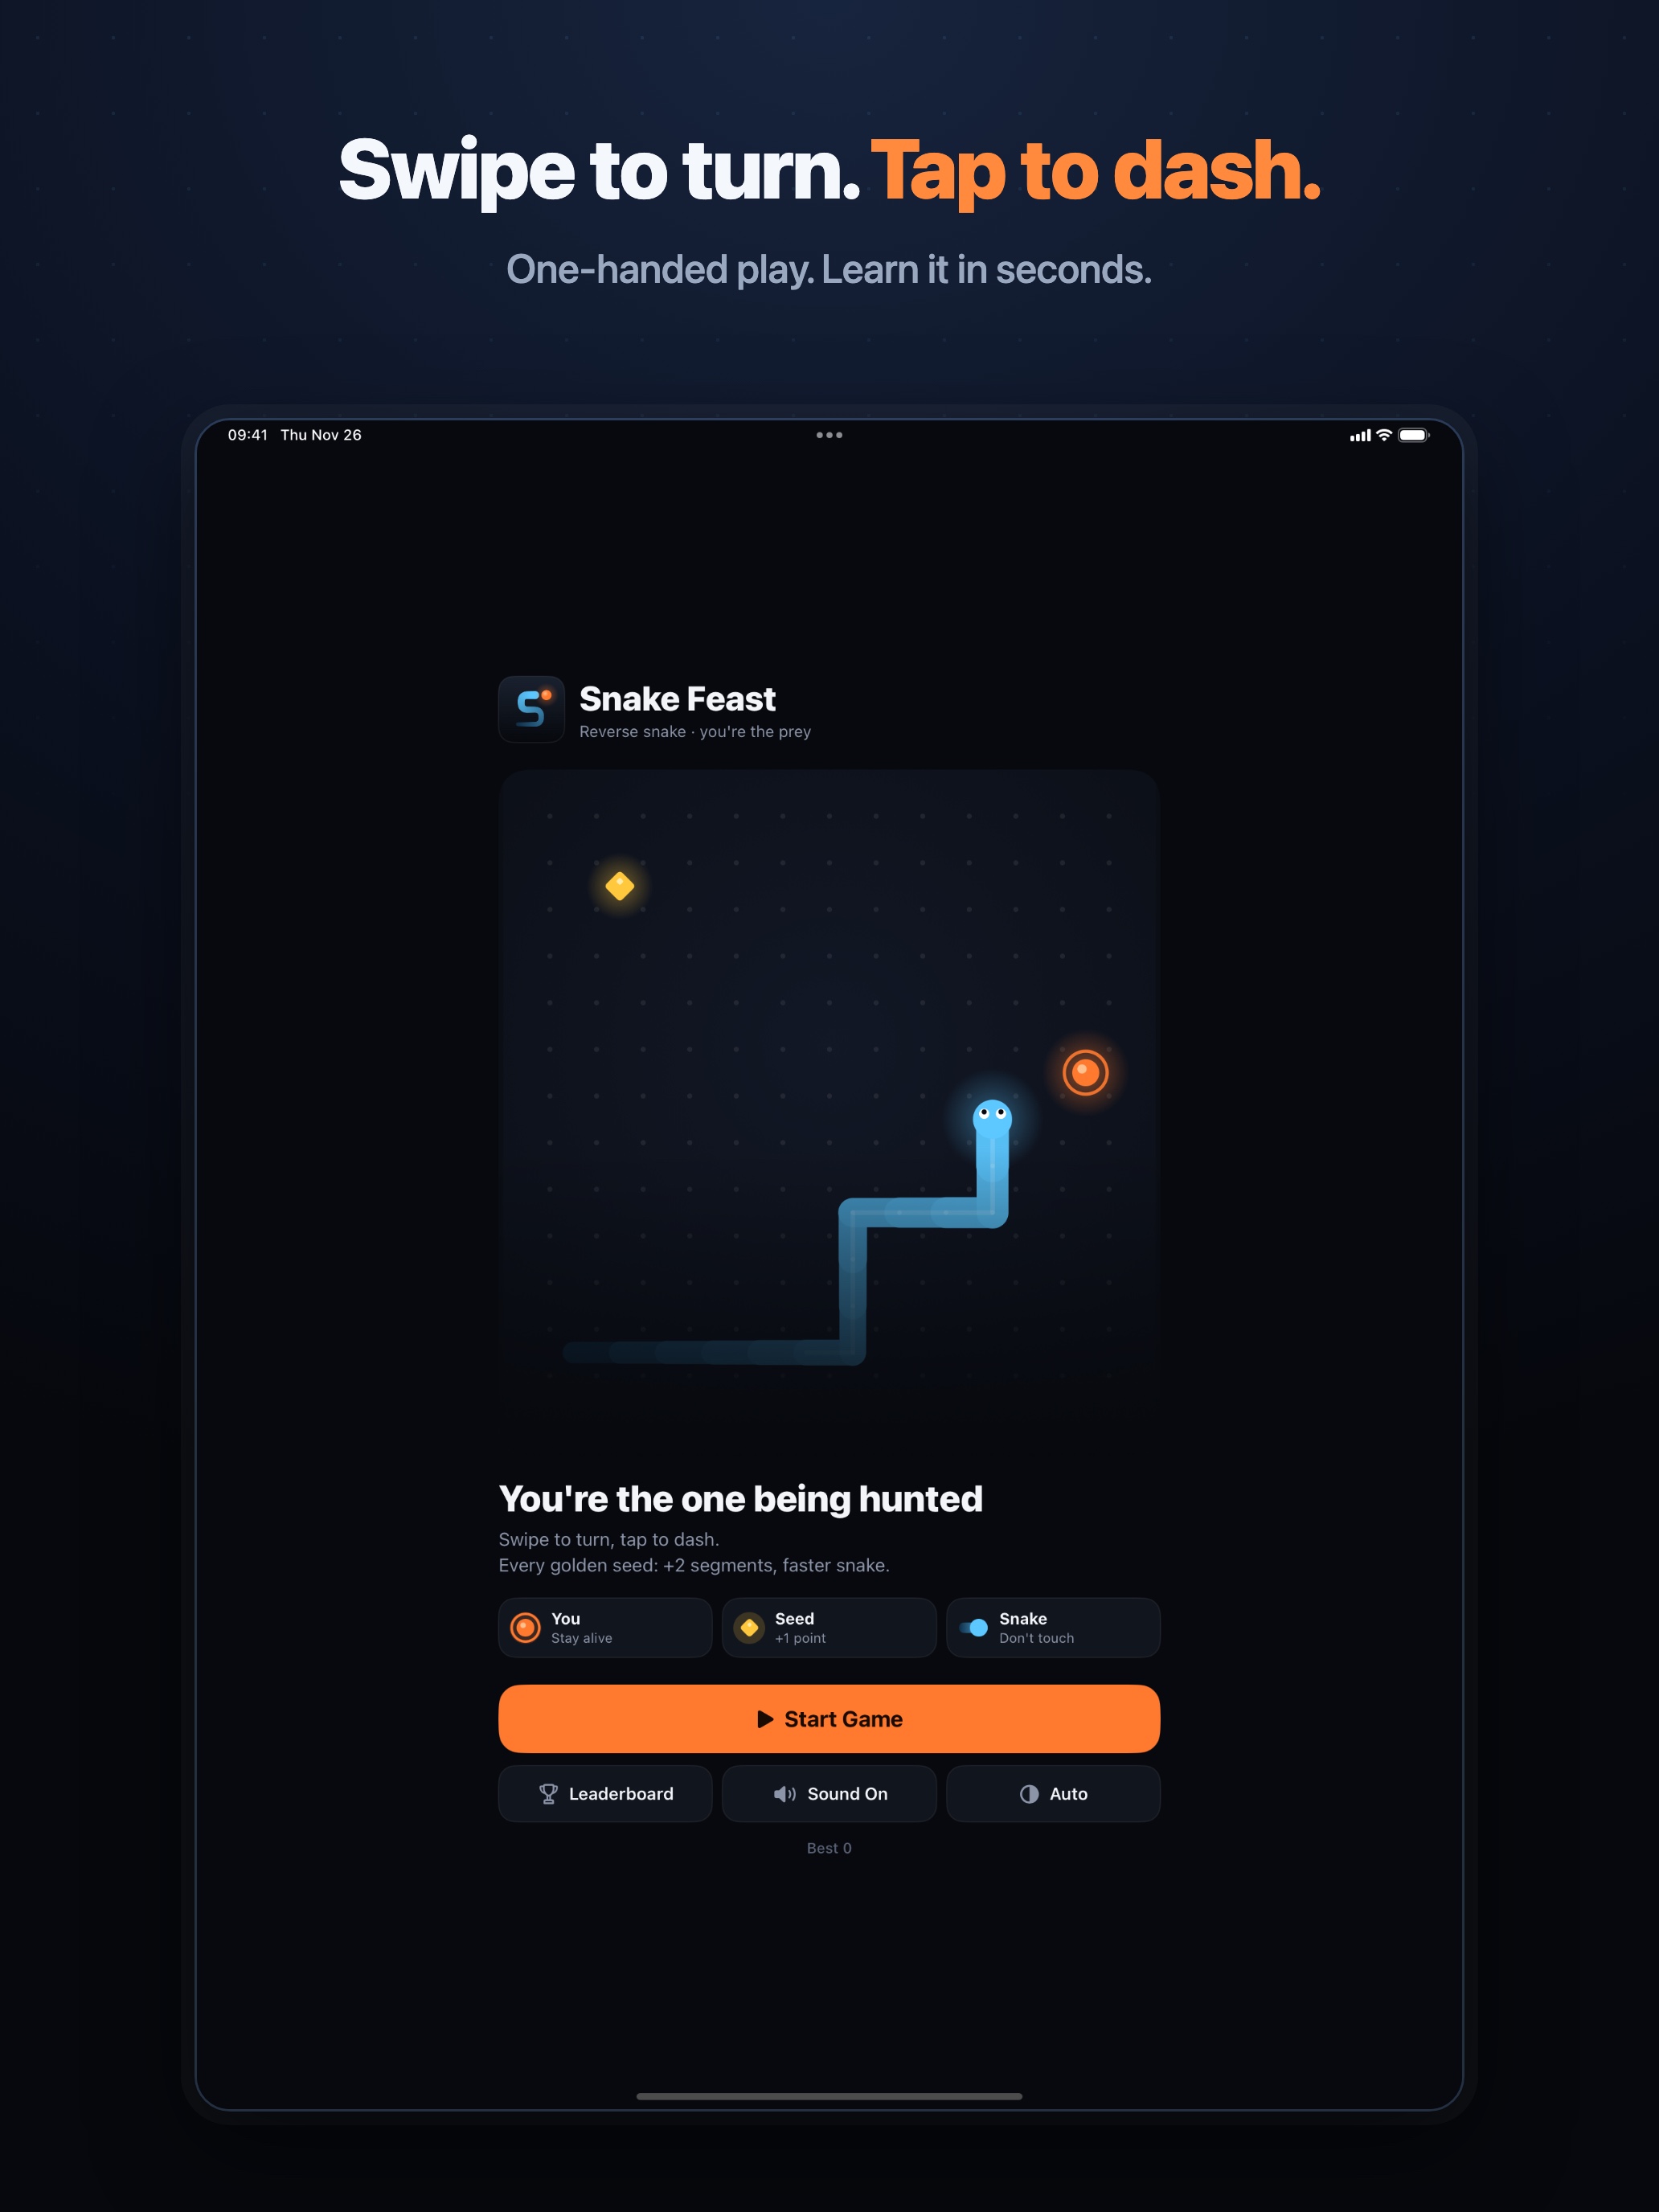 Swipe to turn. Tap to dash.
One-handed play. Learn it in seconds.
09:41 Thu Nov 26
Snake Feast
Reverse snake · you're the prey
You're the one being hunted
Swipe to turn, tap to dash.
Every golden seed: +2 segments, faster snake.
You
Stay alive
Seed
+1 point
Snake
Don't touch
Start Game
Leaderboard
Sound On
Auto
Best 0